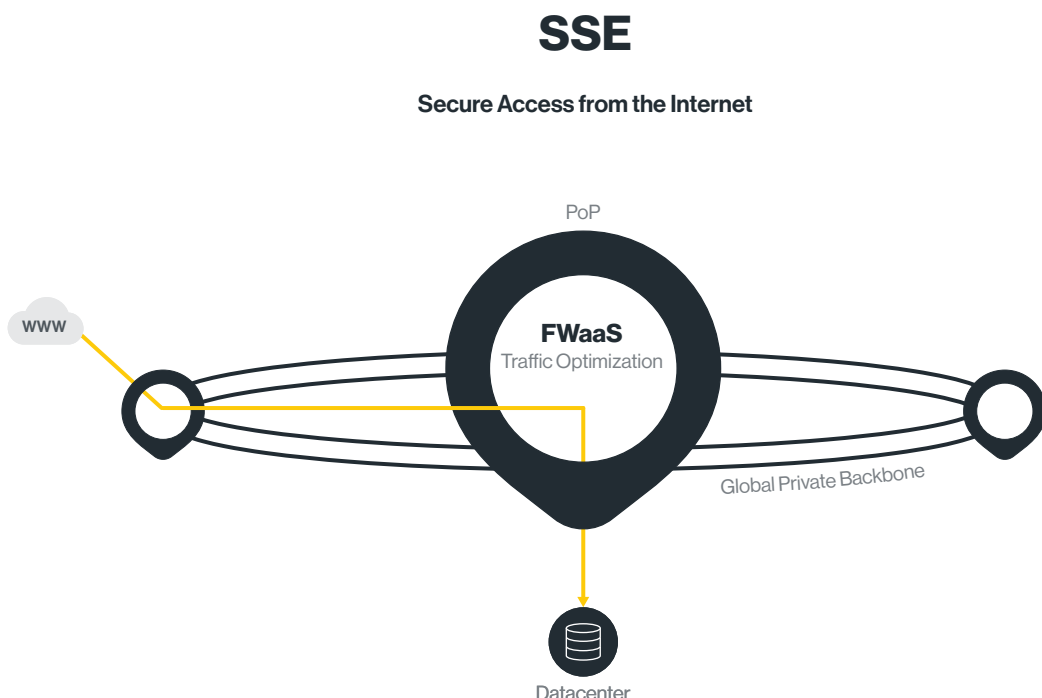 SSE
Secure Access from the Internet
PoP
WWW
FWaaS
Traffic Optimization
Global Private Backbone
Datacenter